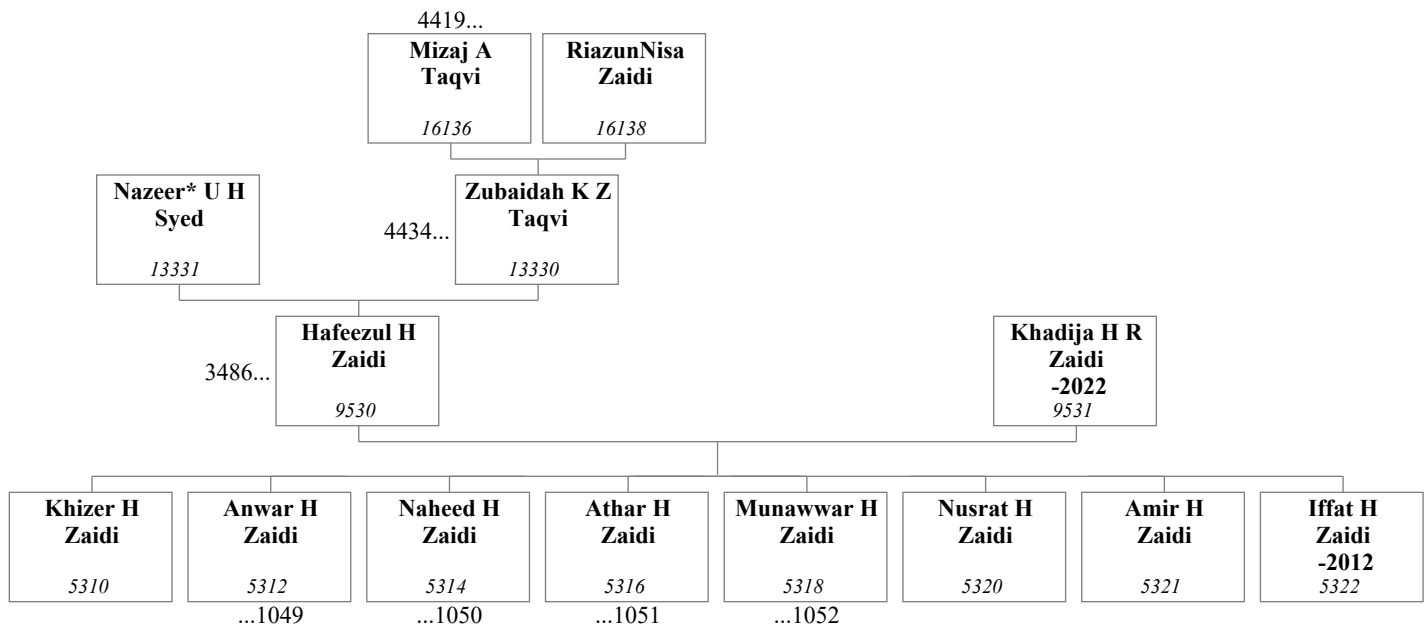 4419...
Mizaj A
Taqvi
16136
RiazunNisa
Zaidi
16138
Nazeer* U H
Syed
13331
4434...
Zubaidah K Z
Taqvi
13330
3486...
Hafeezul H
Zaidi
9530
Khadija H R
Zaidi
-2022
9531
Khizer H
Zaidi
5310
Anwar H
Zaidi
5312
...1049
Naheed H
Zaidi
5314
...1050
Athar H
Zaidi
5316
...1051
Munawwar H
Zaidi
5318
...1052
Nusrat H
Zaidi
5320
Amir H
Zaidi
5321
Iffat H
Zaidi
-2012
5322